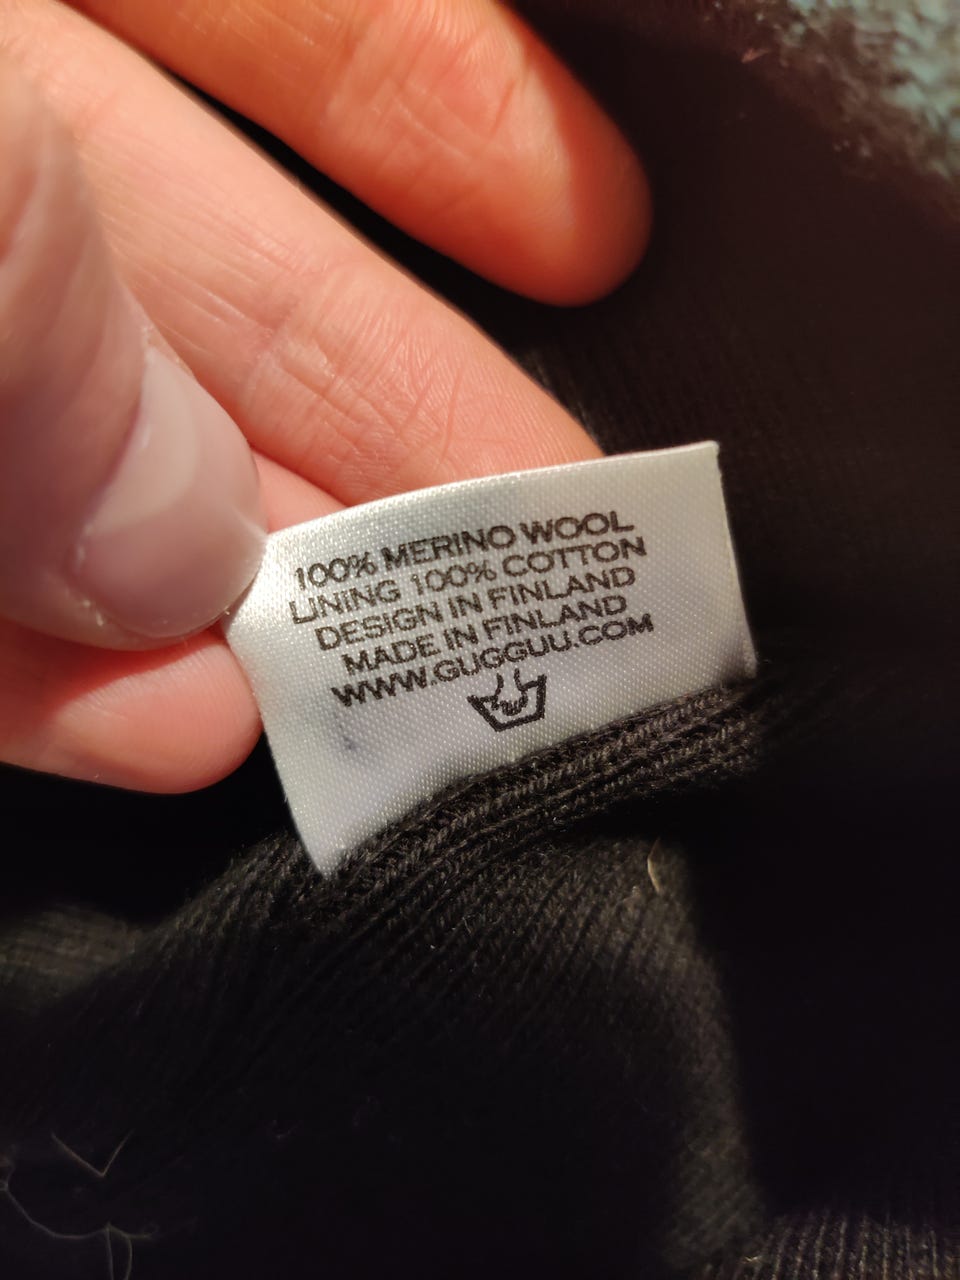 100% MERINO WOOL
LINING 100% COTTON
DESIGN IN FINLAND
MADE IN FINLAND
WWW.GUGGUU.COM